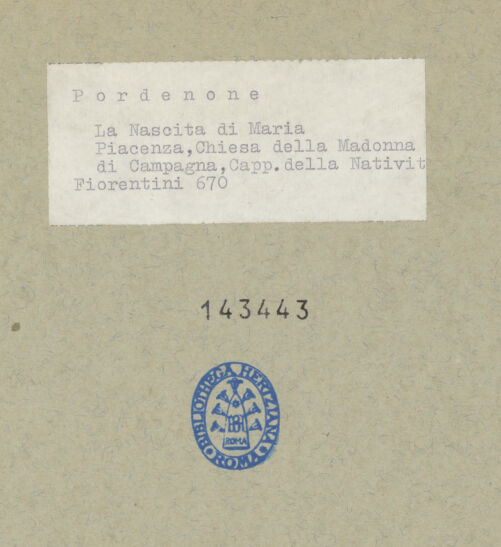 P o r d e n o n e
La Nascita di Maria
Piacenza,Chiesa della Madonna
di Campagna,Capp.della Nativit
Fiorentini 670
143443
BIBLIOTHECA HERTZIANA
ROMA
ROMA